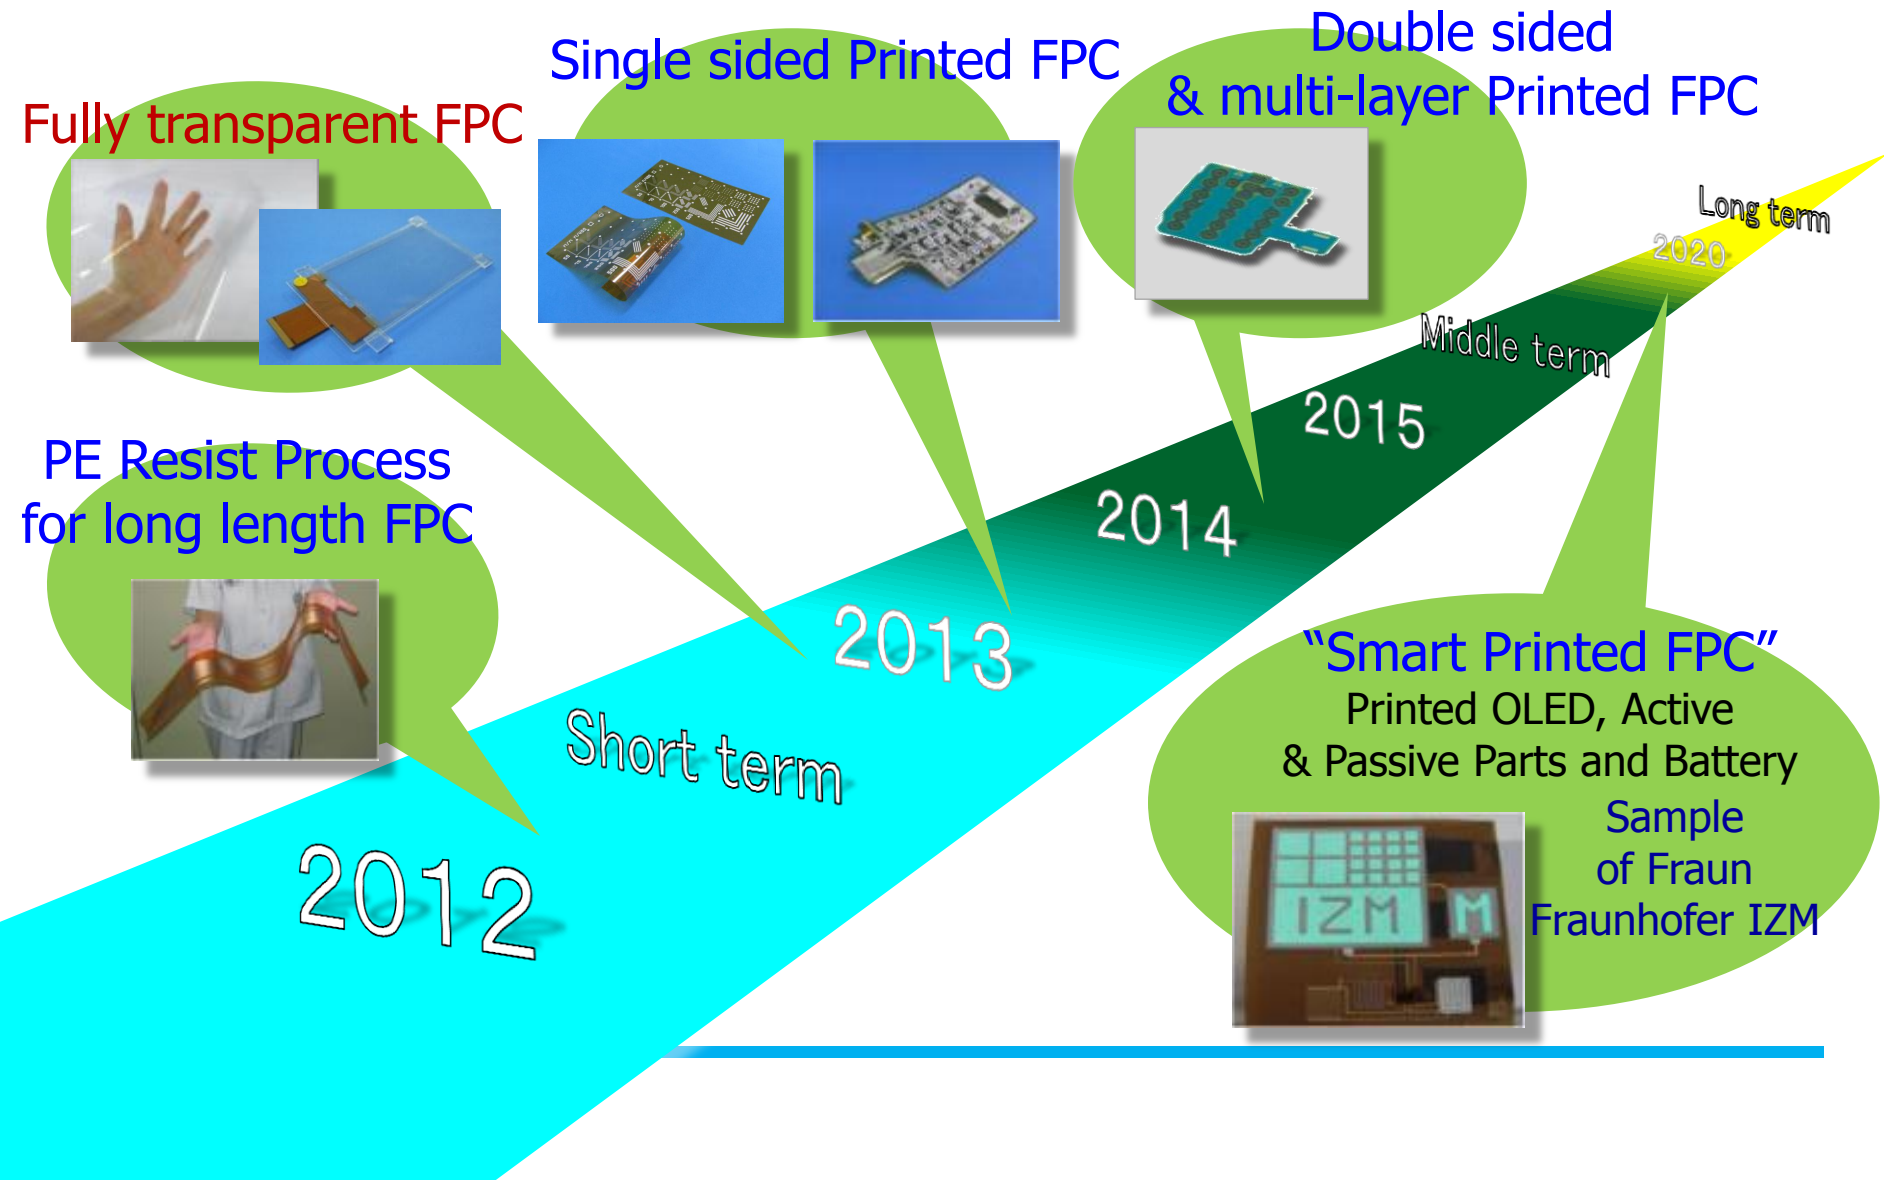 Double sided
& multi-layer Printed FPC
Single sided Printed FPC
Fully transparent FPC
Long term
2020
Middle term
2015
PE Resist Process
for long length FPC
2014
2013
Short term
2012
“Smart Printed FPC”
Printed OLED, Active
& Passive Parts and Battery
Sample
of Fraun
Fraunhofer IZM
IZM
M